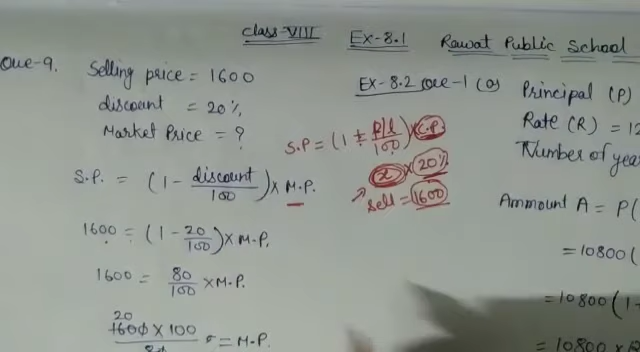 Class-VIII Ex-8.1 Rawat Public School
Que-9. Selling price = 1600
discount = 20%
Market Price = ?
S.P. = (1 - discount/100) × M.P.
1600 = (1 - 20/100) × M.P.
1600 = 80/100 × M.P.
20
1600 × 100 = M.P.
S.P = (1 ± P/l/100) × C.P.
x × 20%
Sell = 1600
Ex-8.2 Que-1 (a) Principal (P)
Rate (R) = 12
Number of year
Ammount A = P(
= 10800 (
= 10800 (1
= 10800 ×